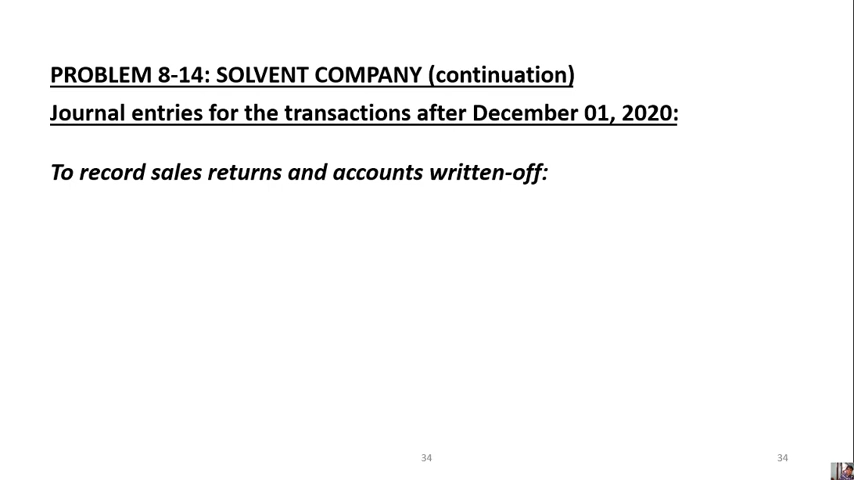 PROBLEM 8-14: SOLVENT COMPANY (continuation)
Journal entries for the transactions after December 01, 2020:
To record sales returns and accounts written-off:
34
34